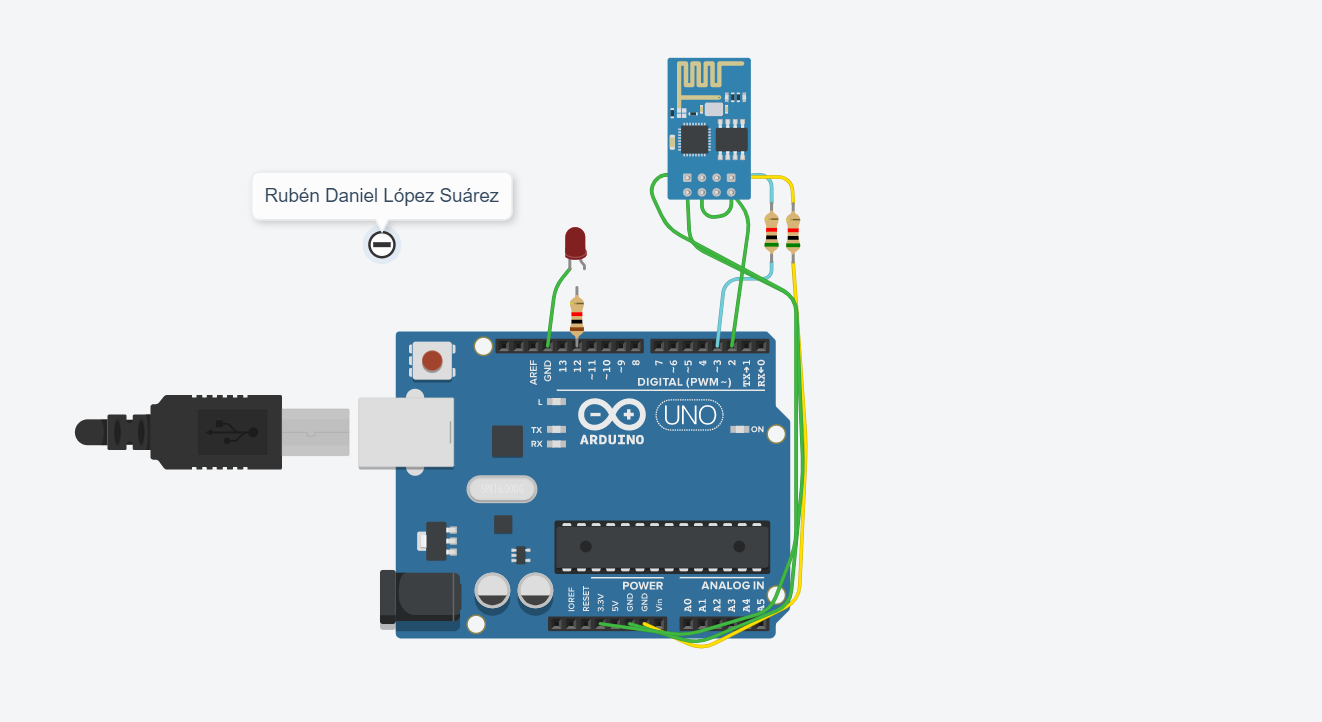 Rubén Daniel López Suárez
AREF
GND
13
12
~11
~10
~9
8
7
~6
~5
4
~3
2
TX→1
RX←0
DIGITAL (PWM~)
L
TX
RX
ARDUINO
UNO
ON
IOREF
RESET
3.3V
5V
GND
GND
Vin
POWER
A0
A1
A2
A3
A4
A5
ANALOG IN